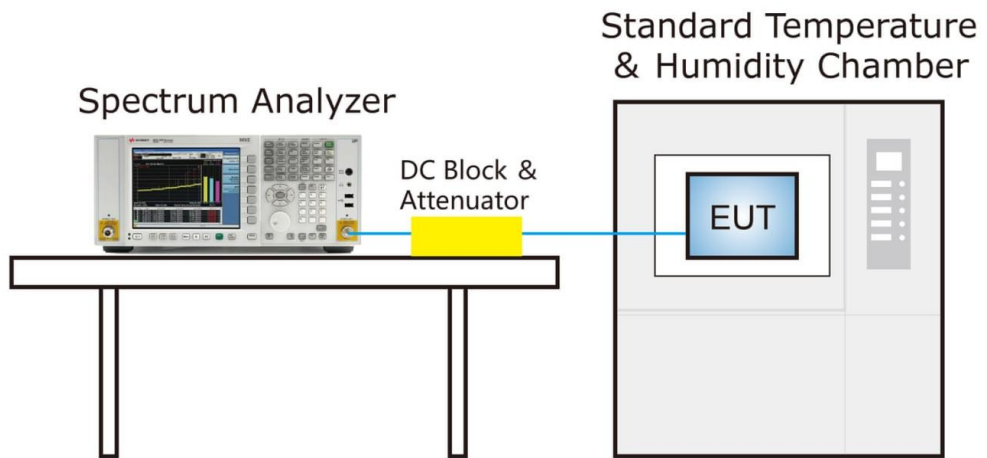 Standard Temperature
& Humidity Chamber
Spectrum Analyzer
DC Block &
Attenuator
EUT